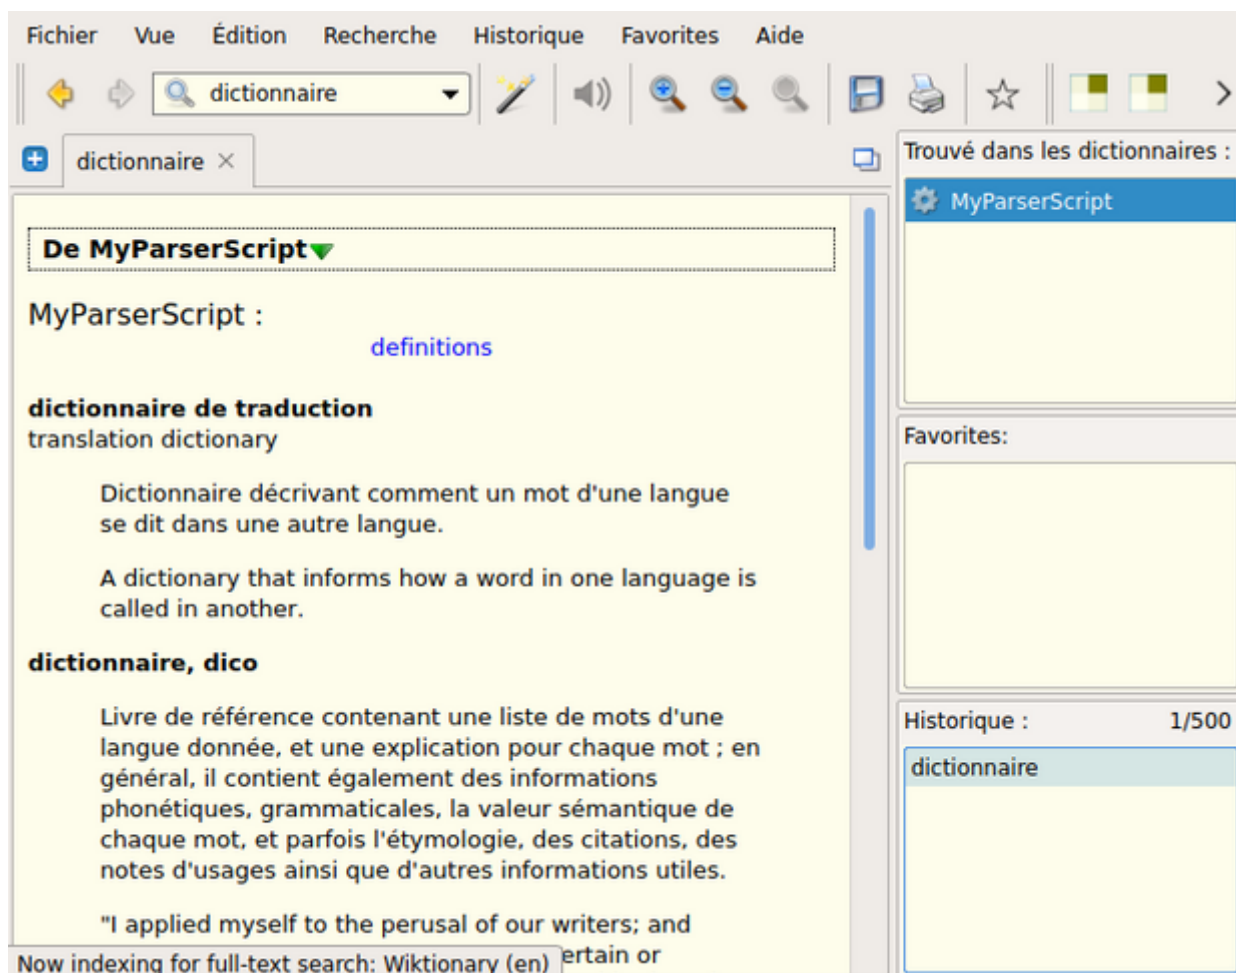 Fichier Vue Édition Recherche Historique Favorites Aide
dictionnaire
dictionnaire
De MyParserScript
MyParserScript :
definitions
dictionnaire de traduction
translation dictionary
Dictionnaire décrivant comment un mot d'une langue
se dit dans une autre langue.
A dictionary that informs how a word in one language is
called in another.
dictionnaire, dico
Livre de référence contenant une liste de mots d'une
langue donnée, et une explication pour chaque mot ; en
général, il contient également des informations
phonétiques, grammaticales, la valeur sémantique de
chaque mot, et parfois l'étymologie, des citations, des
notes d'usages ainsi que d'autres informations utiles.
"I applied myself to the perusal of our writers; and
ertain or
Now indexing for full-text search: Wiktionary (en)
Trouvé dans les dictionnaires :
MyParserScript
Favorites:
Historique : 1/500
dictionnaire